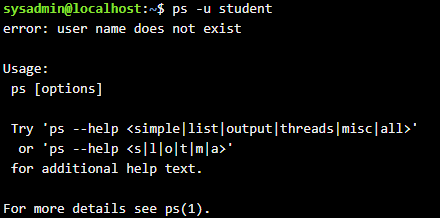 sysadmin@localhost:~$ ps -u student
error: user name does not exist
Usage:
ps [options]
Try 'ps --help <simple|list|output|threads|misc|all>'
or 'ps --help <s|l|o|t|m|a>'
for additional help text.
For more details see ps(1).